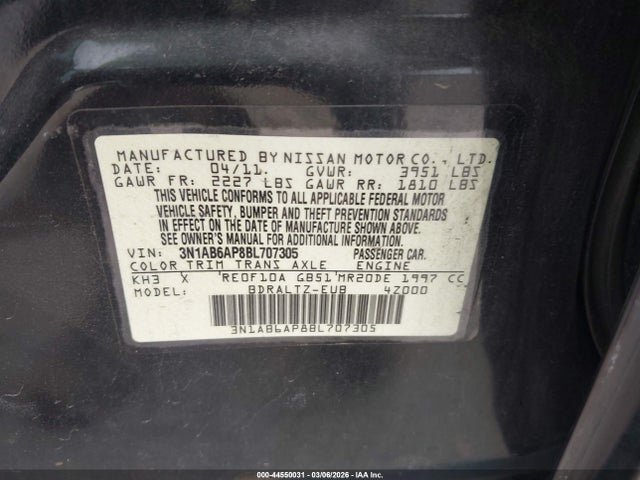 MANUFACTURED BY NISSAN MOTOR CO., LTD.
DATE: 04/11. GVWR: 3951 LBS
GAWR FR: 2227 LBS GAWR RR: 1810 LBS
THIS VEHICLE CONFORMS TO ALL APPLICABLE FEDERAL MOTOR
VEHICLE SAFETY, BUMPER AND THEFT PREVENTION STANDARDS
IN EFFECT ON THE DATE OF MANUFACTURE SHOWN ABOVE.
SEE OWNER'S MANUAL FOR ADDITIONAL INFORMATION.
VIN: 3N1AB6AP8BL707305 PASSENGER CAR.
COLOR TRIM TRANS AXLE ENGINE
KH3 X 'RE0F10A GB51'MR20DE 1997 CC
MODEL: BDRALTZ-EUB 4Z000
3N1AB6AP8BL707305
000-44550031 | 03/06/2026 | IAA Inc.